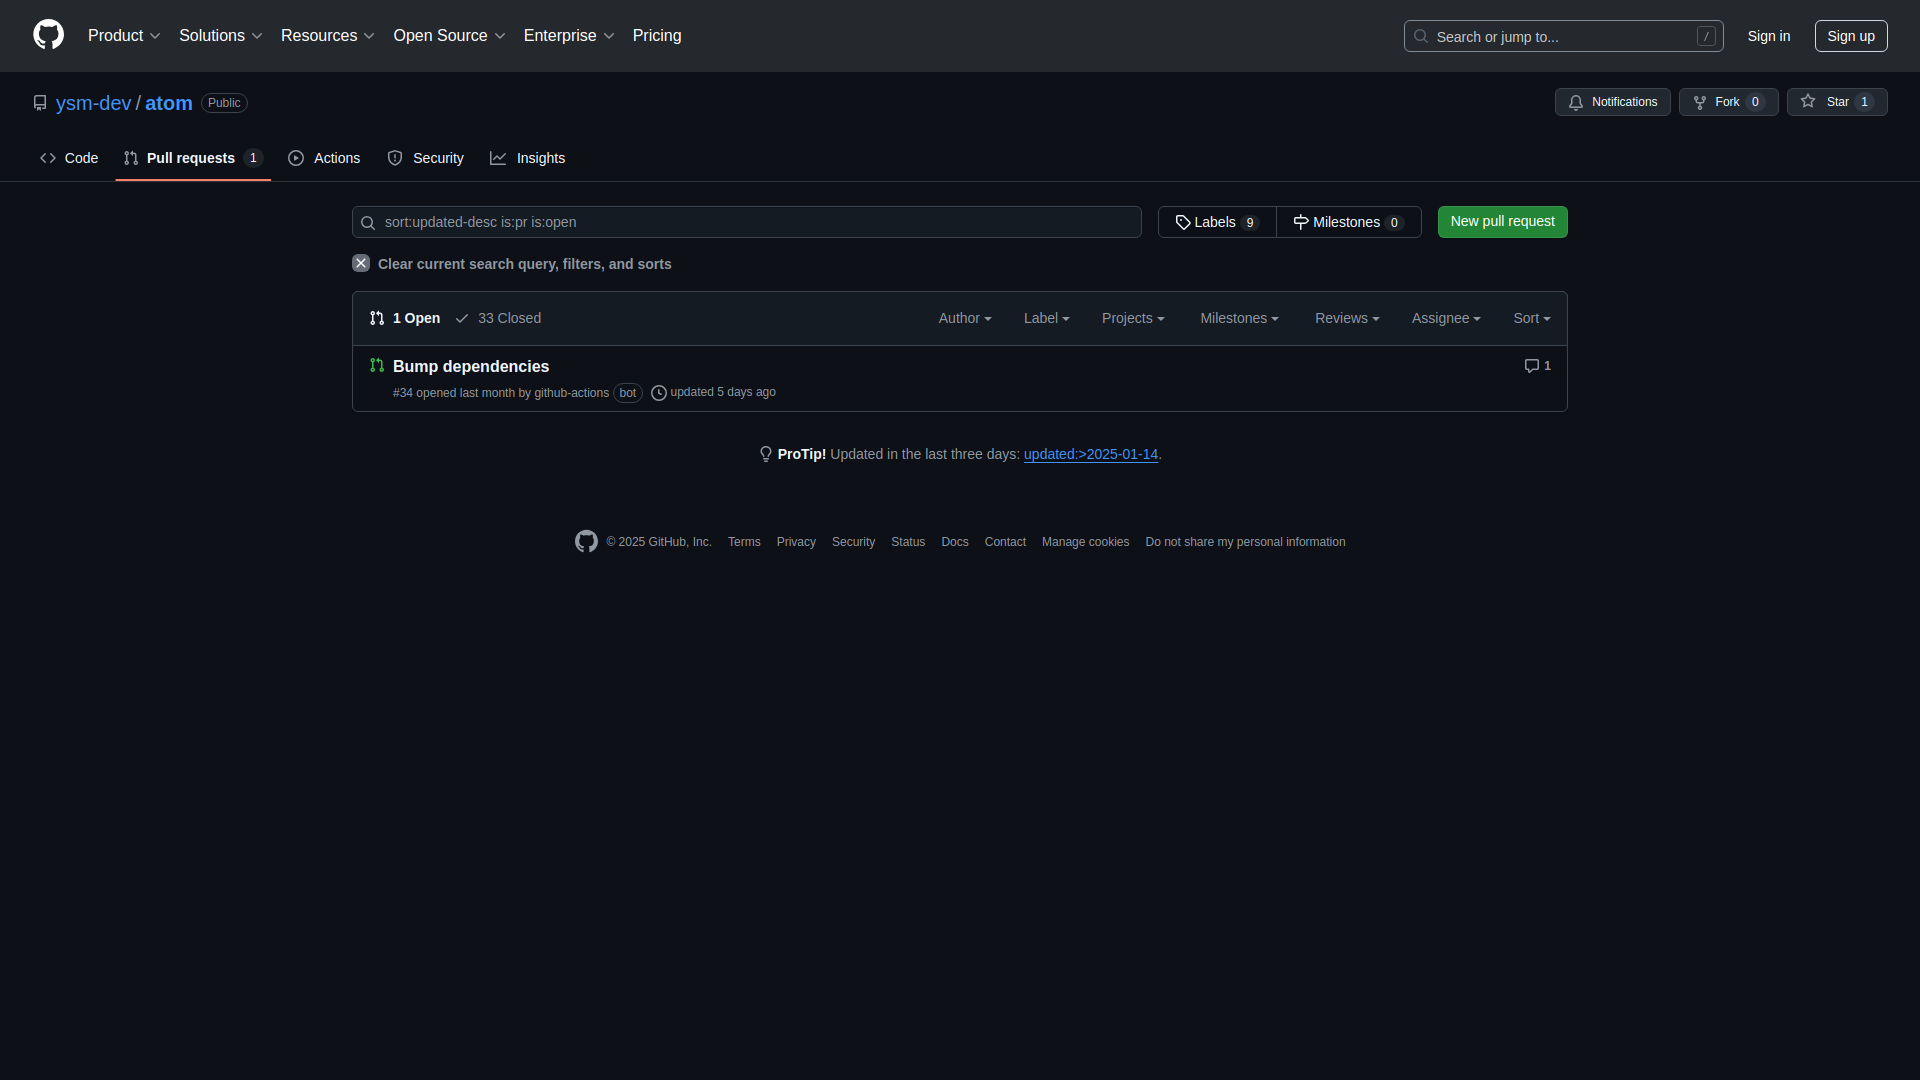 Product Solutions Resources Open Source Enterprise Pricing Search or jump to... / Sign in Sign up
ysm-dev / atom Public Notifications Fork 0 Star 1
Code Pull requests 1 Actions Security Insights
sort:updated-desc is:pr is:open Labels 9 Milestones 0 New pull request
Clear current search query, filters, and sorts
1 Open 33 Closed Author Label Projects Milestones Reviews Assignee Sort
Bump dependencies 1
#34 opened last month by github-actions bot updated 5 days ago
ProTip! Updated in the last three days: updated:>2025-01-14.
© 2025 GitHub, Inc. Terms Privacy Security Status Docs Contact Manage cookies Do not share my personal information